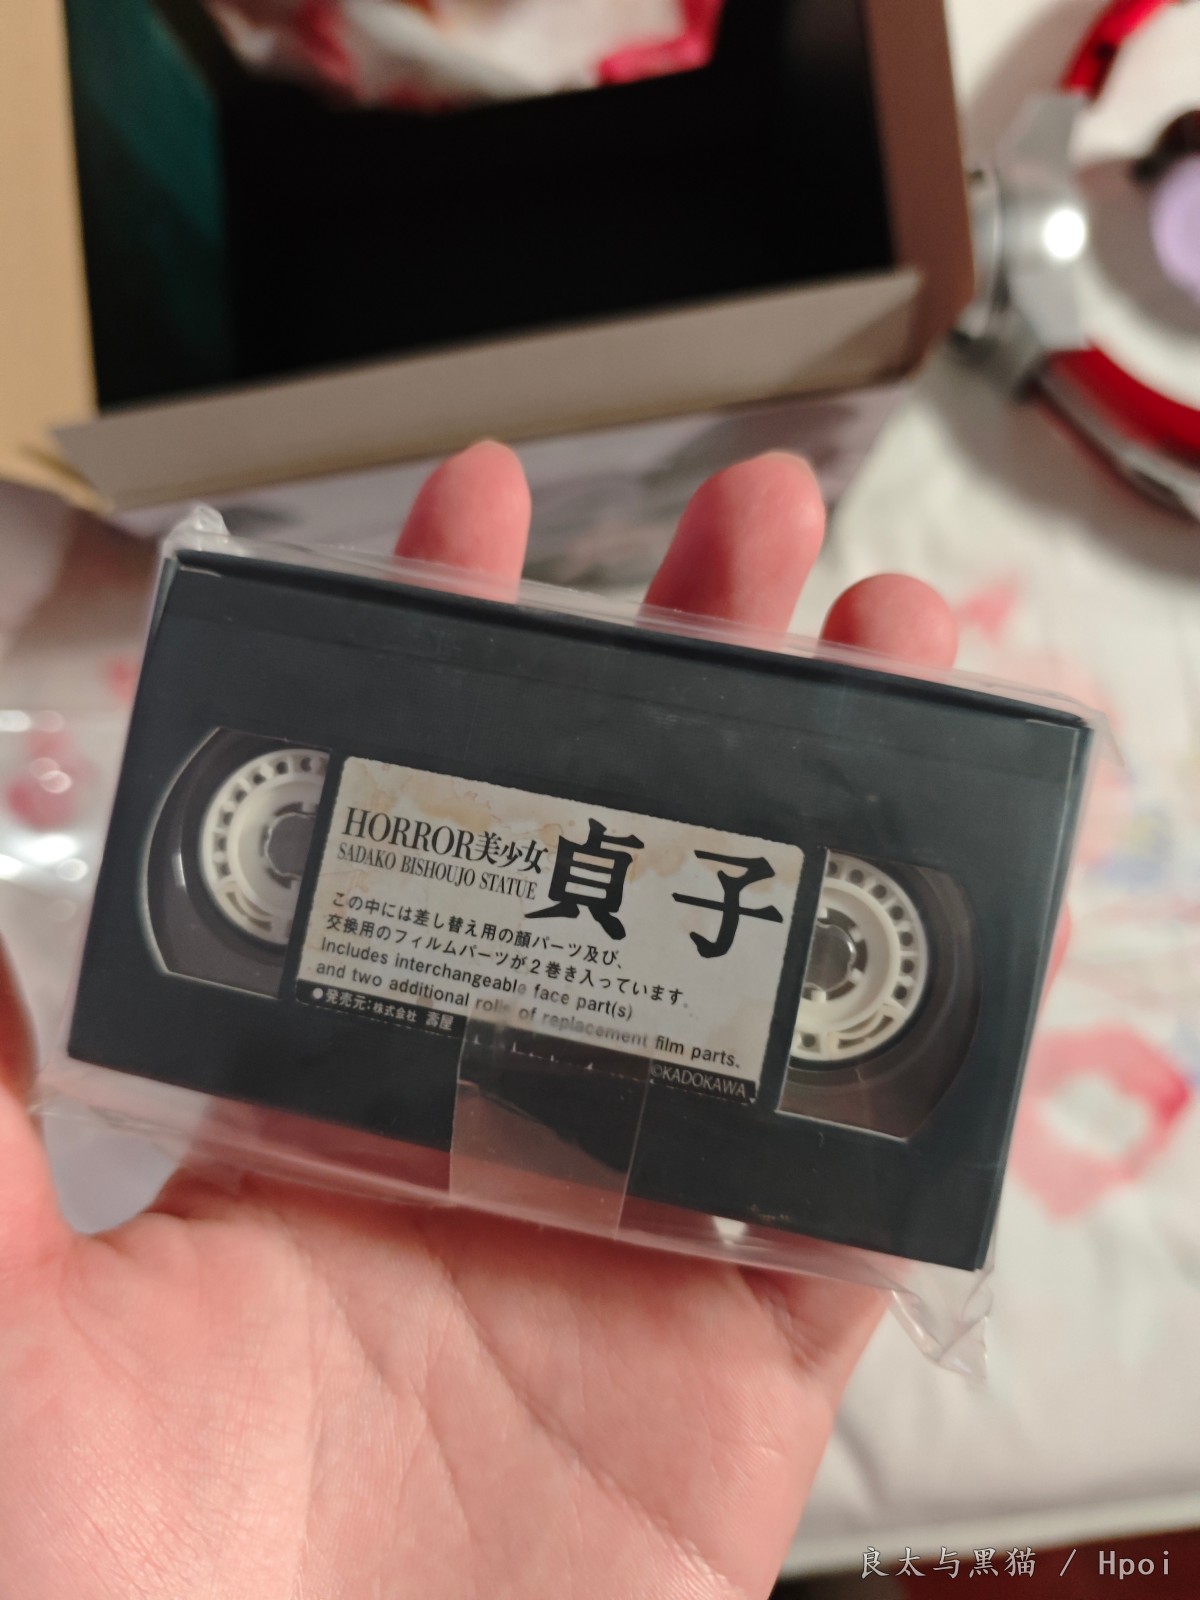 HORROR美少女
SADAKO BISHOUJO STATUE
貞子
この中には差し替え用の顔パーツ及び、
交換用のフィルムパーツが2巻き入っています。
Includes interchangeable face part(s)
and two additional rolls of replacement film parts.
●発売元:株式会社 壽屋
©KADOKAWA
良太与黑猫 / Hpoi